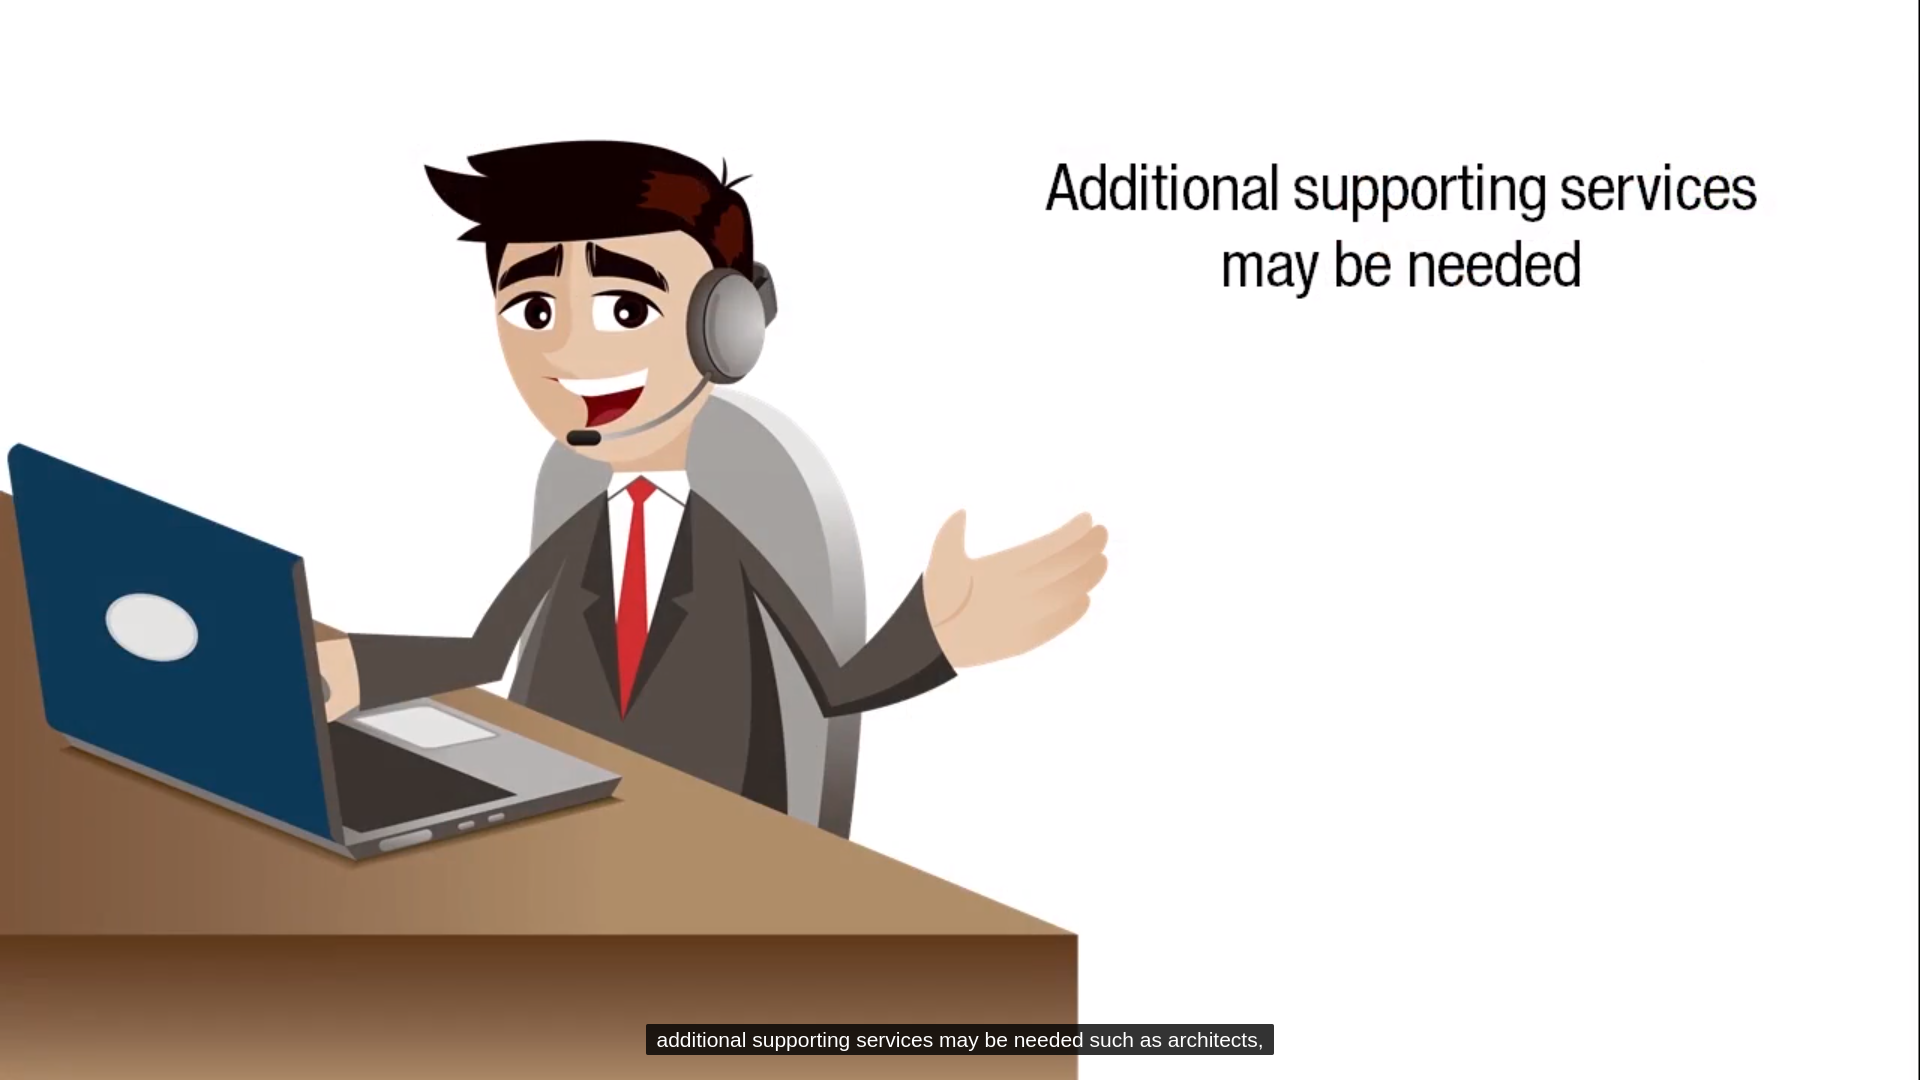 Additional supporting services
may be needed
additional supporting services may be needed such as architects,